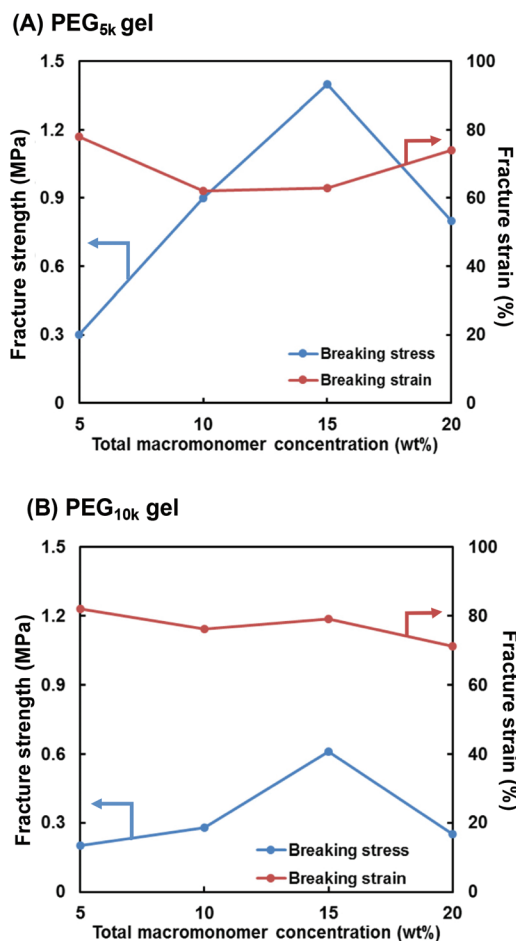 (A) PEG5k gel
Fracture strength (MPa)
1.5
1.2
0.9
0.6
0.3
0
100
80
60
40
20
0
Fracture strain (%)
Breaking stress
Breaking strain
5 10 15 20
Total macromonomer concentration (wt%)
(B) PEG10k gel
Fracture strength (MPa)
1.5
1.2
0.9
0.6
0.3
0
100
80
60
40
20
0
Fracture strain (%)
Breaking stress
Breaking strain
5 10 15 20
Total macromonomer concentration (wt%)